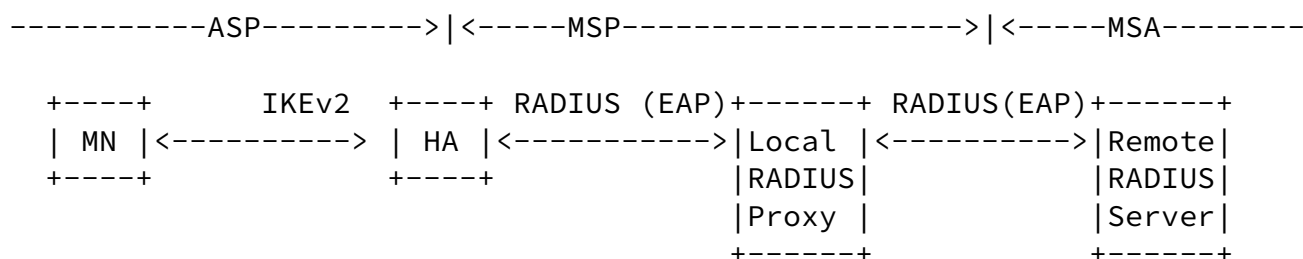 -----------ASP--------->|<-----MSP------------------->|<-----MSA--------
+----+      IKEv2  +----+ RADIUS (EAP)+------+ RADIUS(EAP)+------+
| MN |<----------> | HA |<----------->|Local |<---------->|Remote|
+----+             +----+             |RADIUS|            |RADIUS|
                                      |Proxy |            |Server|
                                      +------+            +------+